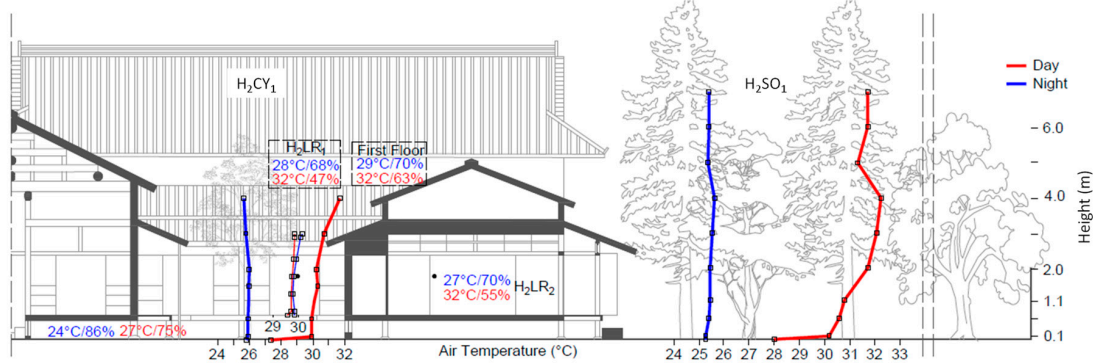 H₂CY₁
H₂SO₁
Day
Night
H₂LR₁
28°C/68%
32°C/47%
First Floor
29°C/70%
32°C/63%
27°C/70%
32°C/55%
H₂LR₂
24°C/86% 27°C/75%
29 30
24 26 28 30 32
Air Temperature (°C)
24 25 26 27 28 29 30 31 32 33
6.0
4.0
2.0
1.1
0.1
Height (m)